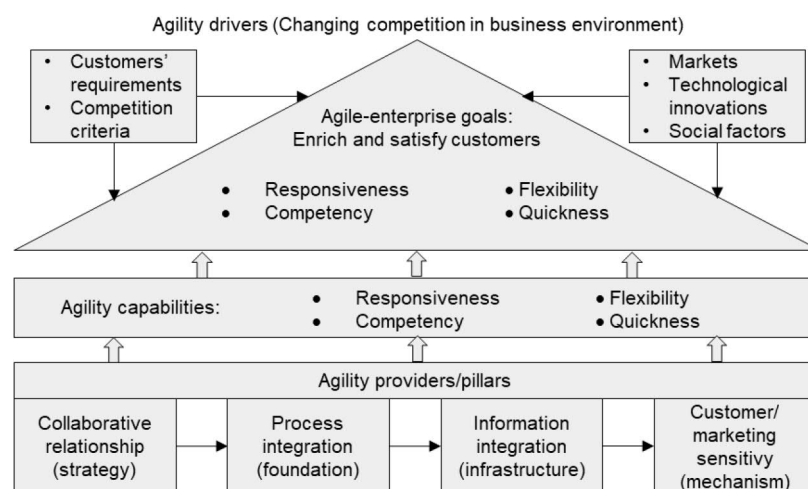 Agility drivers (Changing competition in business environment)
• Customers'
requirements
• Competition
criteria
• Markets
• Technological
innovations
• Social factors
Agile-enterprise goals:
Enrich and satisfy customers
• Responsiveness • Flexibility
• Competency • Quickness
Agility capabilities: • Responsiveness • Flexibility
• Competency • Quickness
Agility providers/pillars
Collaborative
relationship
(strategy)
Process
integration
(foundation)
Information
integration
(infrastructure)
Customer/
marketing
sensitivy
(mechanism)